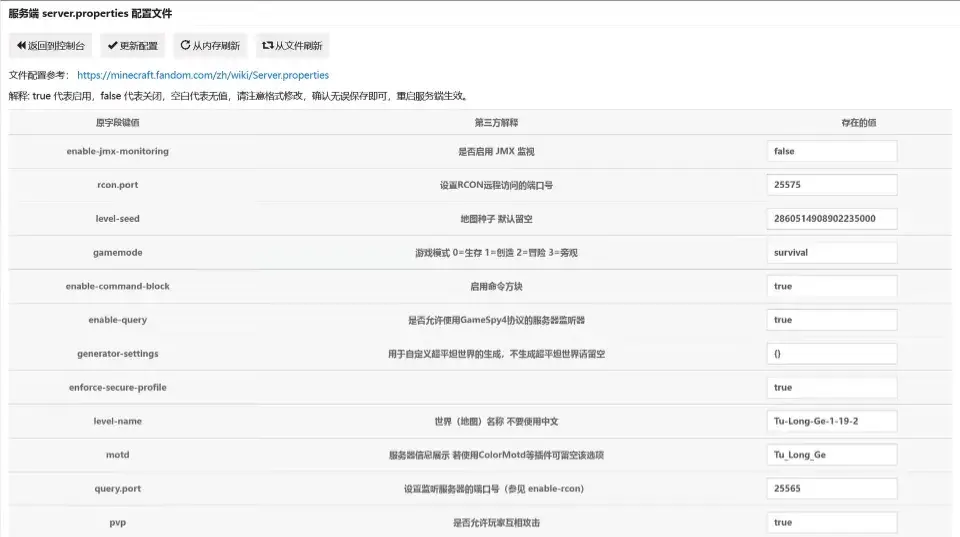 服务端 server.properties 配置文件
返回到控制台 更新配置 从内存刷新 从文件刷新
文件配置参考： https://minecraft.fandom.com/zh/wiki/Server.properties
解释: true 代表启用，false 代表关闭，空白代表无值，请注意格式修改，确认无误保存即可，重启服务端生效。
原字段键值 第三方解释 存在的值
enable-jmx-monitoring 是否启用 JMX 监视 false
rcon.port 设置RCON远程访问的端口号 25575
level-seed 地图种子 默认留空 2860514908902235000
gamemode 游戏模式 0=生存 1=创造 2=冒险 3=旁观 survival
enable-command-block 启用命令方块 true
enable-query 是否允许使用GameSpy4协议的服务器监听器 true
generator-settings 用于自定义超平坦世界的生成，不生成超平坦世界请留空 {}
enforce-secure-profile true
level-name 世界（地图）名称 不要使用中文 Tu-Long-Ge-1-19-2
motd 服务器信息展示 若使用ColorMotd等插件可留空该选项 Tu_Long_Ge
query.port 设置监听服务器的端口号（参见 enable-rcon） 25565
pvp 是否允许玩家互相攻击 true